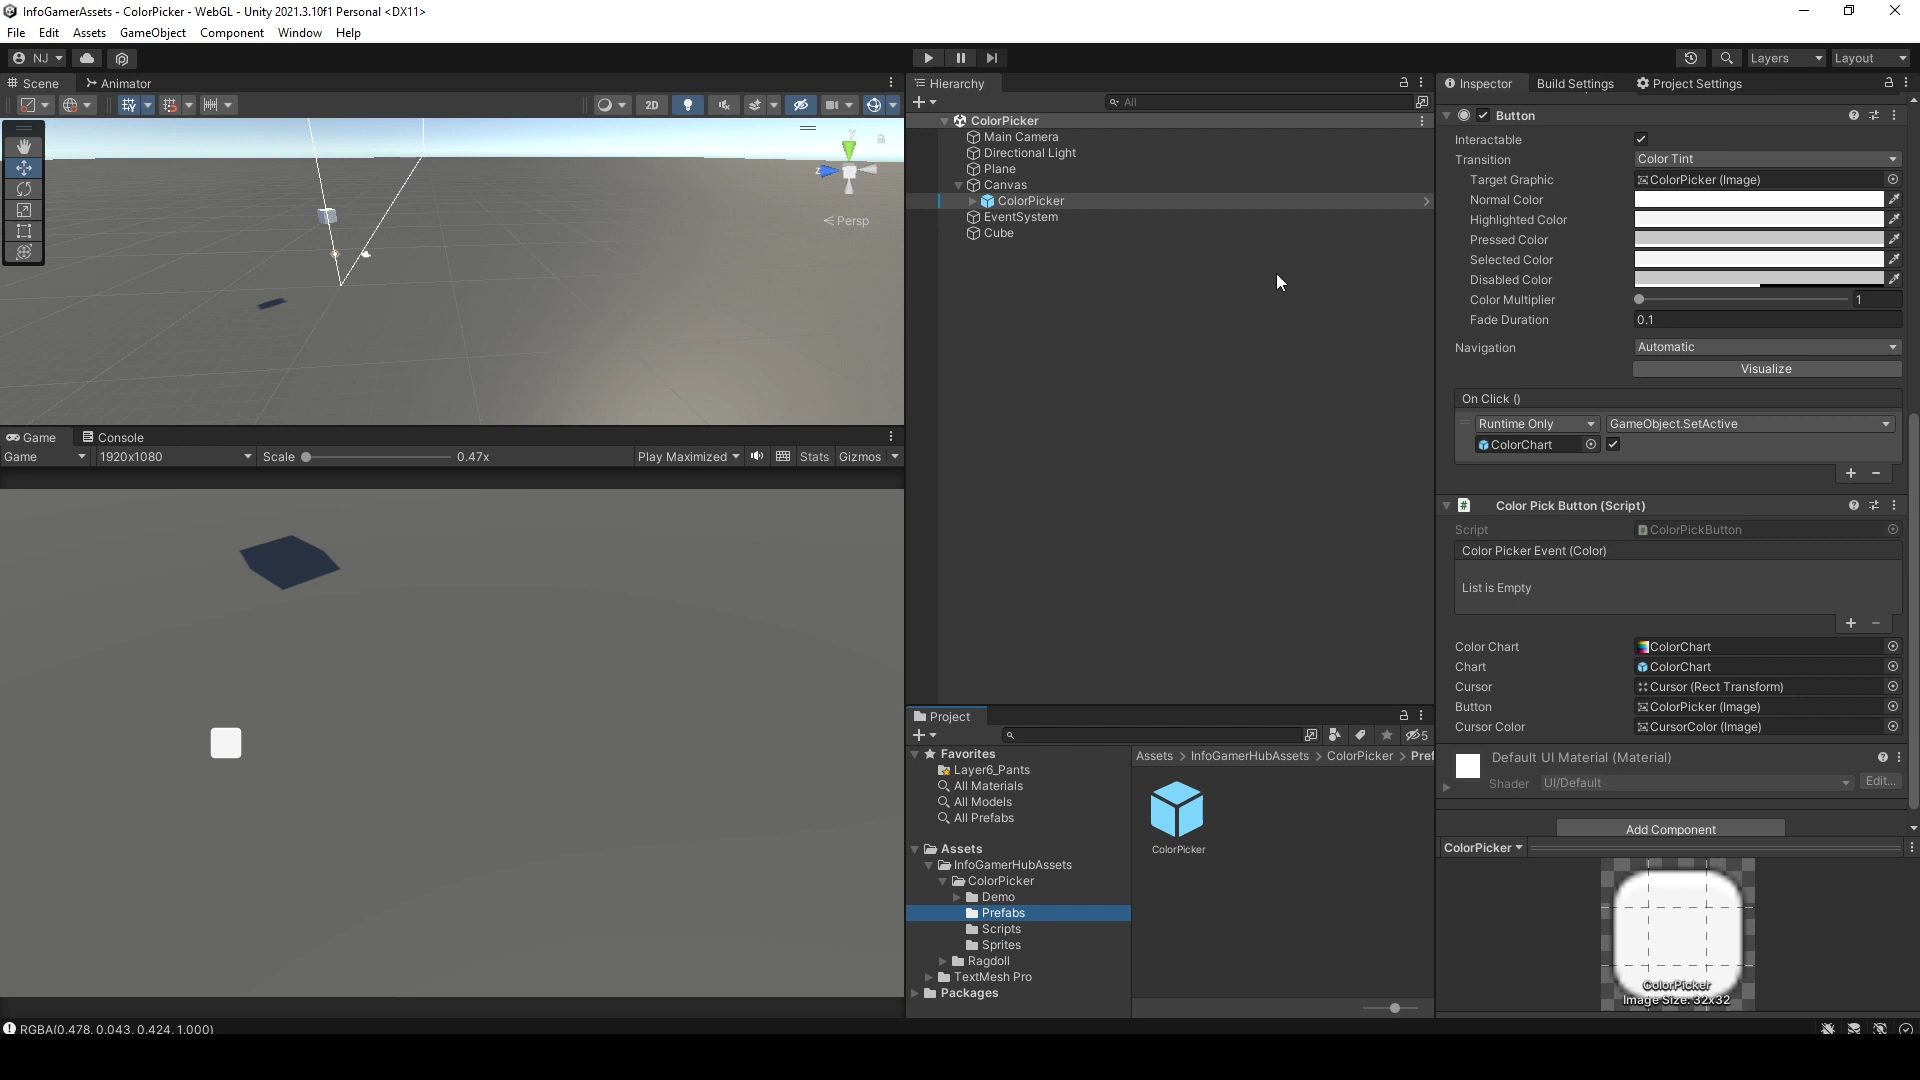 InfoGamerAssets - ColorPicker - WebGL - Unity 2021.3.10f1 Personal <DX11>
File Edit Assets GameObject Component Window Help
NJ
Layers Layout
Scene Animator
2D
y
z
Persp
Game Console
Game 1920x1080 Scale 0.47x Play Maximized Stats Gizmos
RGBA(0.478, 0.043, 0.424, 1.000)
Hierarchy
All
ColorPicker
Main Camera
Directional Light
Plane
Canvas
ColorPicker
EventSystem
Cube
Project
5
Favorites
Layer6_Pants
All Materials
All Models
All Prefabs
Assets
InfoGamerHubAssets
ColorPicker
Demo
Prefabs
Scripts
Sprites
Ragdoll
TextMesh Pro
Packages
Assets > InfoGamerHubAssets > ColorPicker > Pref
ColorPicker
Inspector Build Settings Project Settings
Button
Interactable
Transition Color Tint
Target Graphic ColorPicker (Image)
Normal Color
Highlighted Color
Pressed Color
Selected Color
Disabled Color
Color Multiplier 1
Fade Duration 0.1
Navigation Automatic
Visualize
On Click ()
Runtime Only GameObject.SetActive
ColorChart
+ −
# Color Pick Button (Script)
Script ColorPickButton
Color Picker Event (Color)
List is Empty
+ −
Color Chart ColorChart
Chart ColorChart
Cursor Cursor (Rect Transform)
Button ColorPicker (Image)
Cursor Color CursorColor (Image)
Default UI Material (Material)
Shader UI/Default Edit...
Add Component
ColorPicker
ColorPicker
Image Size: 32x32